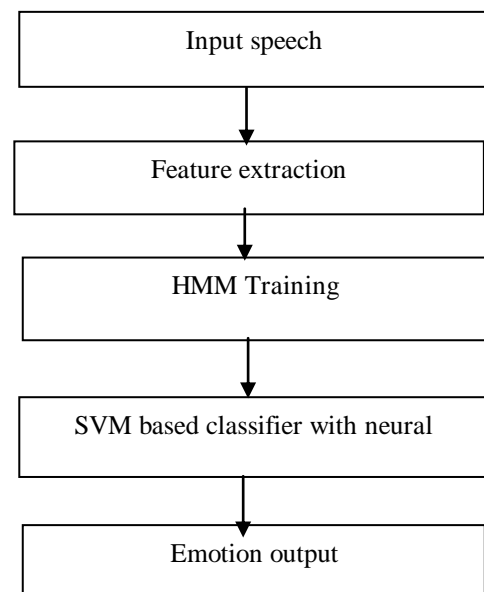 Input speech
Feature extraction
HMM Training
SVM based classifier with neural
Emotion output